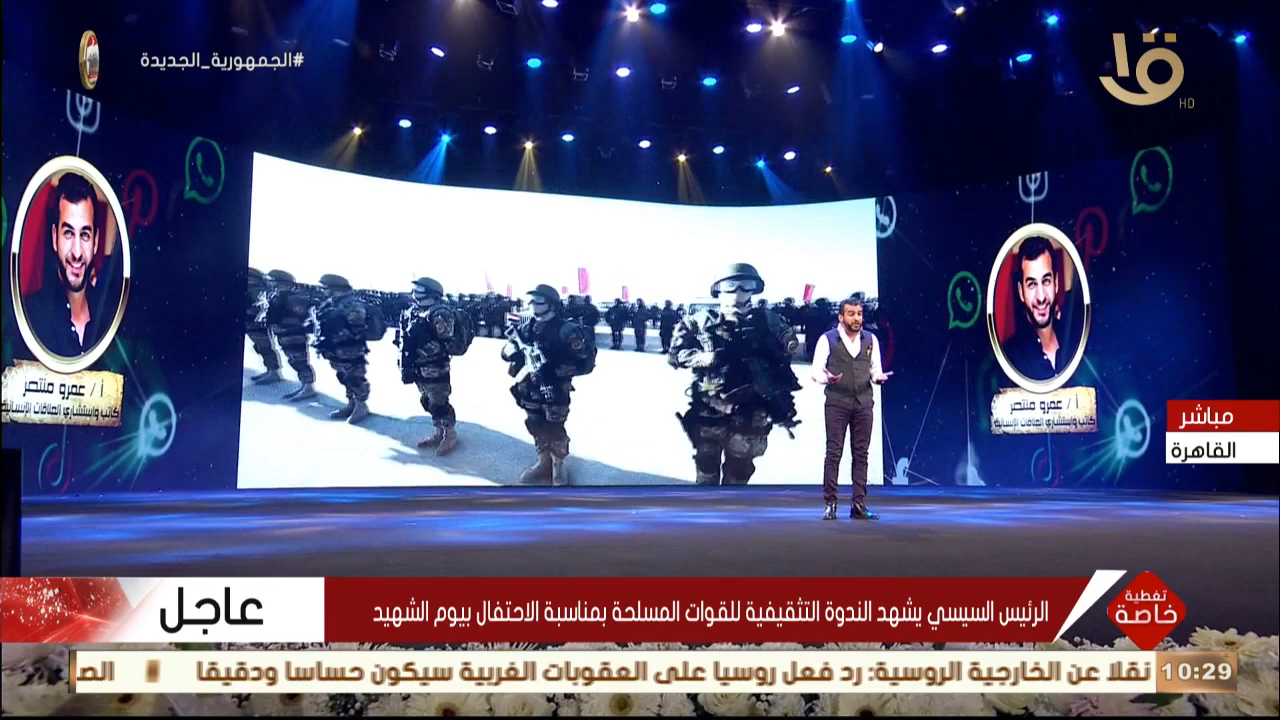 #الجمهورية_الجديدة
HD
أ / عمرو منتصر
كاتب واستشاري العلاقات الإنسانية
أ / عمرو منتصر
كاتب واستشاري العلاقات الإنسانية
مباشر
القاهرة
تغطية
خاصة
الرئيس السيسي يشهد الندوة التثقيفية للقوات المسلحة بمناسبة الاحتفال بيوم الشهيد
عاجل
10:29
نقلا عن الخارجية الروسية: رد فعل روسيا على العقوبات الغربية سيكون حساسا ودقيقا
الص